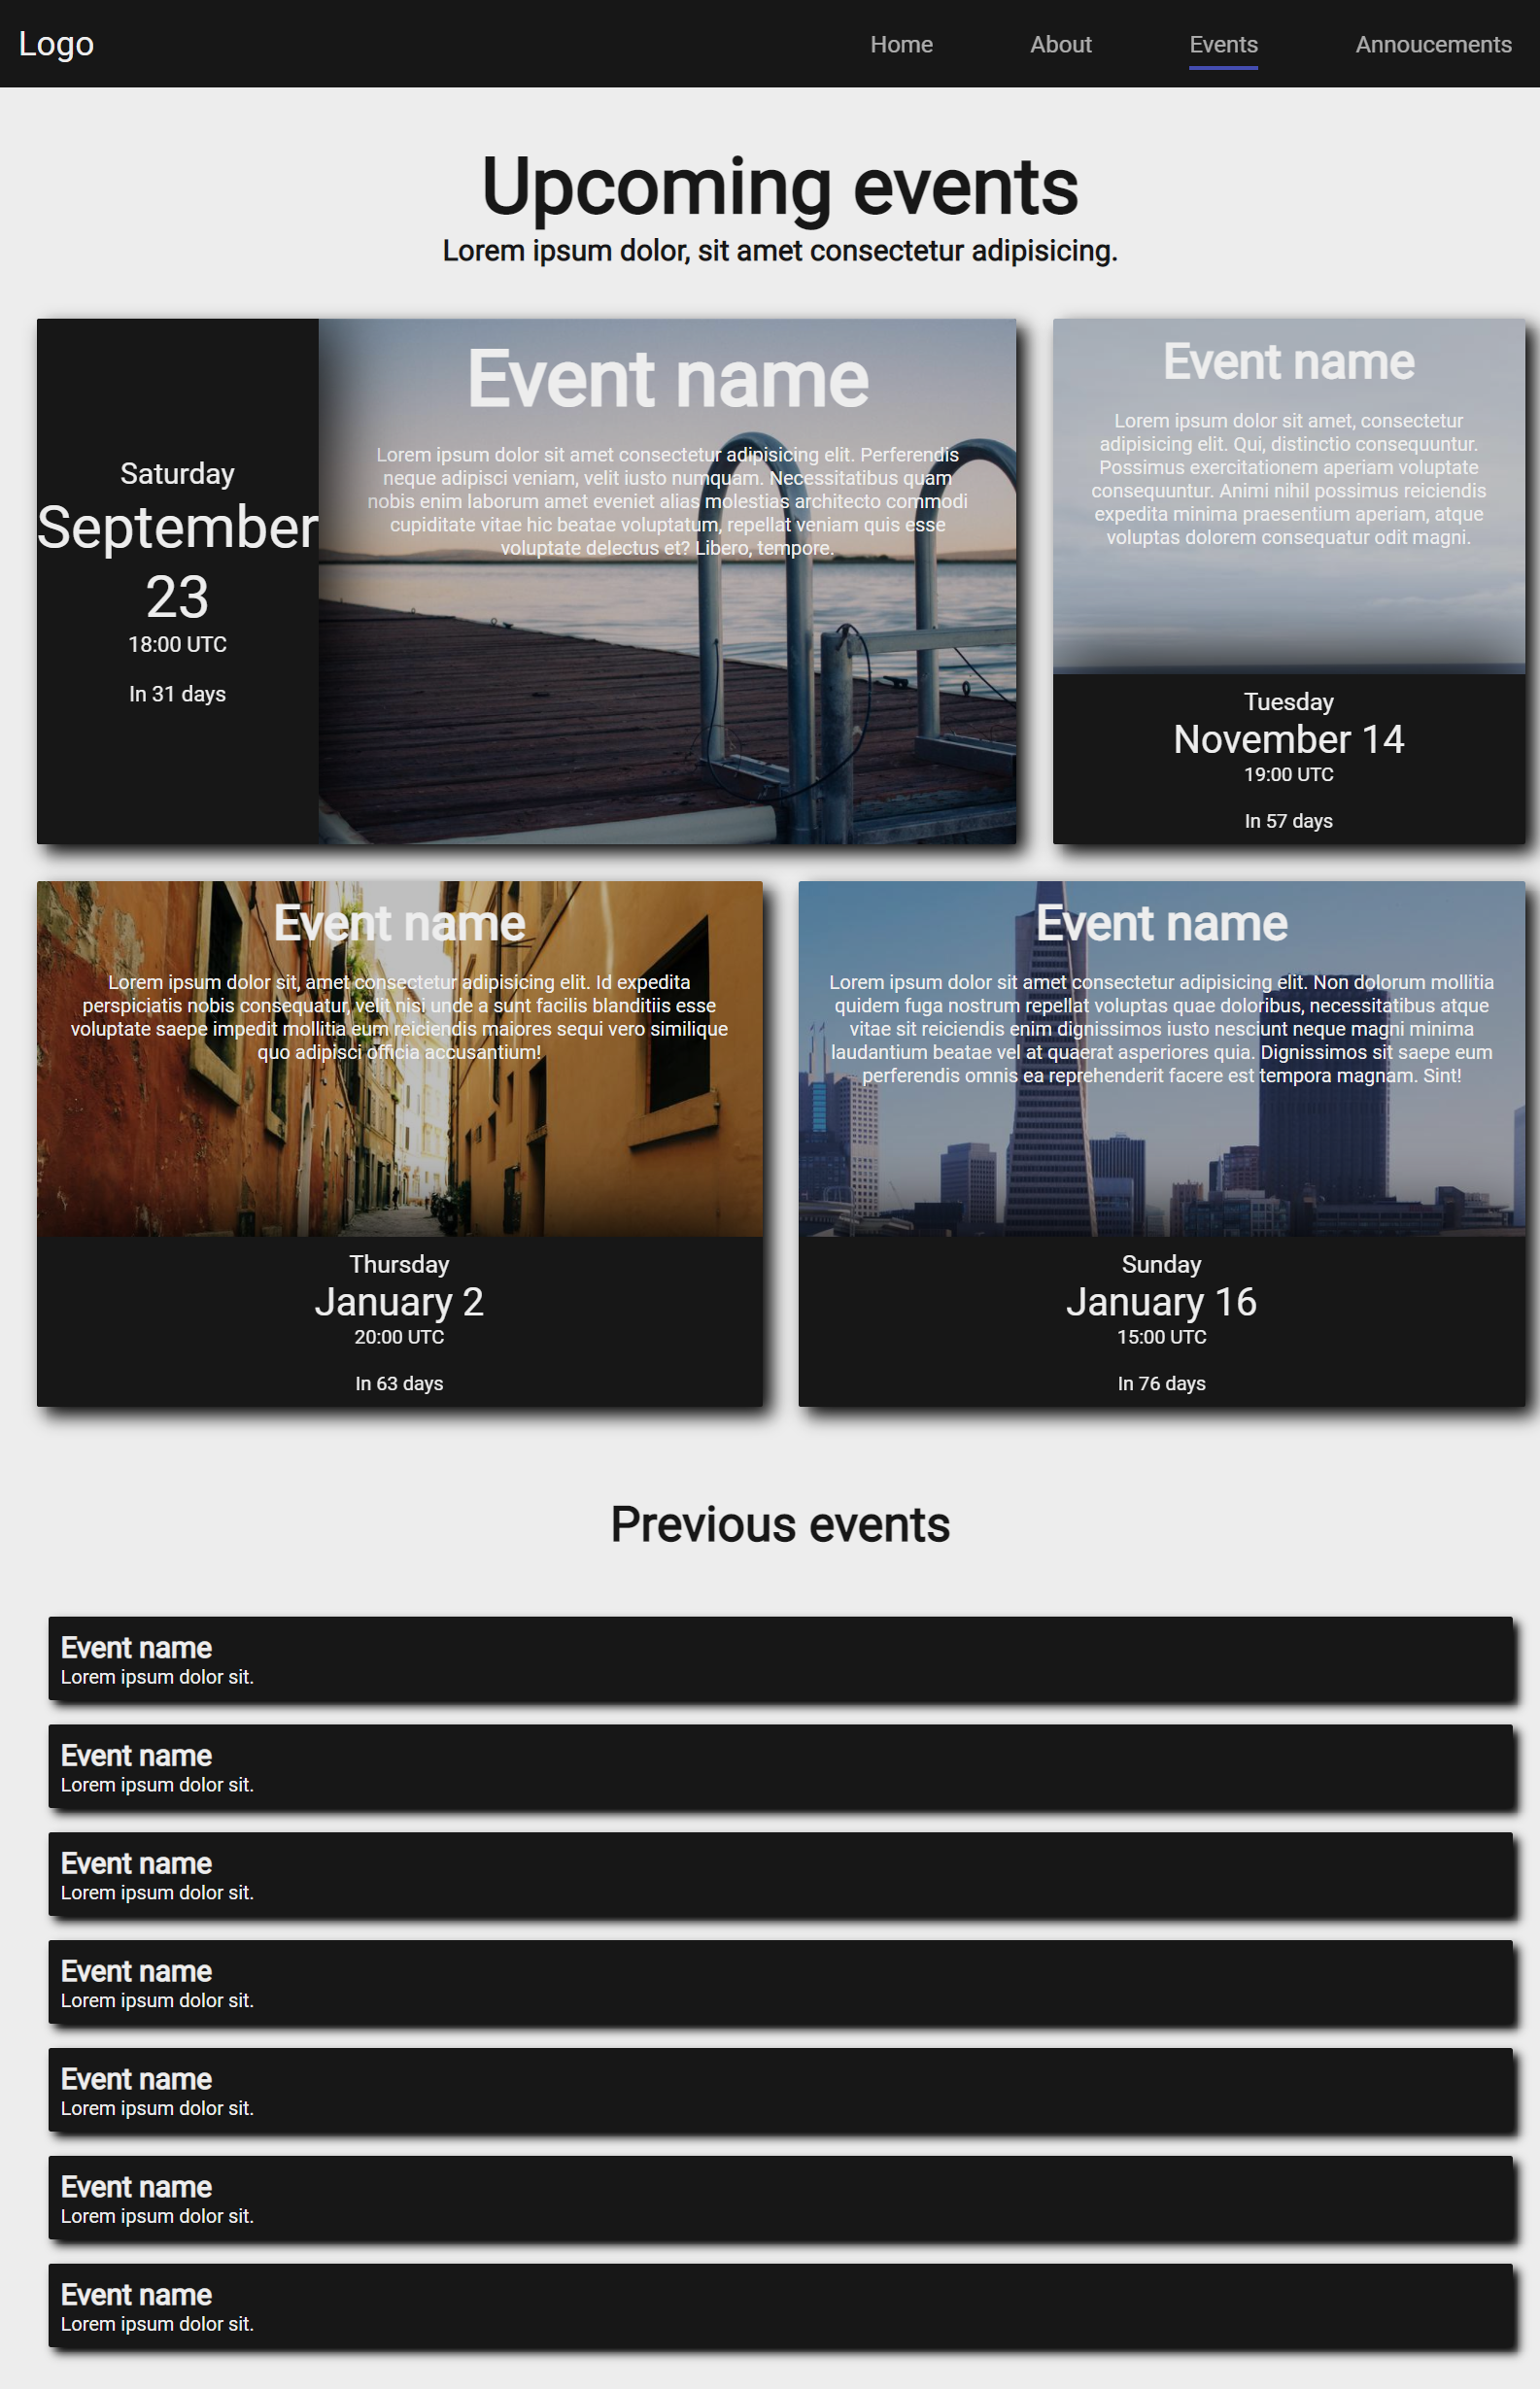 Logo
Home About Events Annoucements
Upcoming events
Lorem ipsum dolor, sit amet consectetur adipisicing.
Saturday
September
23
18:00 UTC
In 31 days
Event name
Lorem ipsum dolor sit amet consectetur adipisicing elit. Perferendis
neque adipisci veniam, velit iusto numquam. Necessitatibus quam
nobis enim laborum amet eveniet alias molestias architecto commodi
cupiditate vitae hic beatae voluptatum, repellat veniam quis esse
voluptate delectus et? Libero, tempore.
Event name
Lorem ipsum dolor sit amet, consectetur
adipisicing elit. Qui, distinctio consequuntur.
Possimus exercitationem aperiam voluptate
consequuntur. Animi nihil possimus reiciendis
expedita minima praesentium aperiam, atque
voluptas dolorem consequatur odit magni.
Tuesday
November 14
19:00 UTC
In 57 days
Event name
Lorem ipsum dolor sit, amet consectetur adipisicing elit. Id expedita
perspiciatis nobis consequatur, velit nisi unde a sunt facilis blanditiis esse
voluptate saepe impedit mollitia eum reiciendis maiores sequi vero similique
quo adipisci officia accusantium!
Thursday
January 2
20:00 UTC
In 63 days
Event name
Lorem ipsum dolor sit amet consectetur adipisicing elit. Non dolorum mollitia
quidem fuga nostrum repellat voluptas quae doloribus, necessitatibus atque
vitae sit reiciendis enim dignissimos iusto nesciunt neque magni minima
laudantium beatae vel at quaerat asperiores quia. Dignissimos sit saepe eum
perferendis omnis ea reprehenderit facere est tempora magnam. Sint!
Sunday
January 16
15:00 UTC
In 76 days
Previous events
Event name
Lorem ipsum dolor sit.
Event name
Lorem ipsum dolor sit.
Event name
Lorem ipsum dolor sit.
Event name
Lorem ipsum dolor sit.
Event name
Lorem ipsum dolor sit.
Event name
Lorem ipsum dolor sit.
Event name
Lorem ipsum dolor sit.